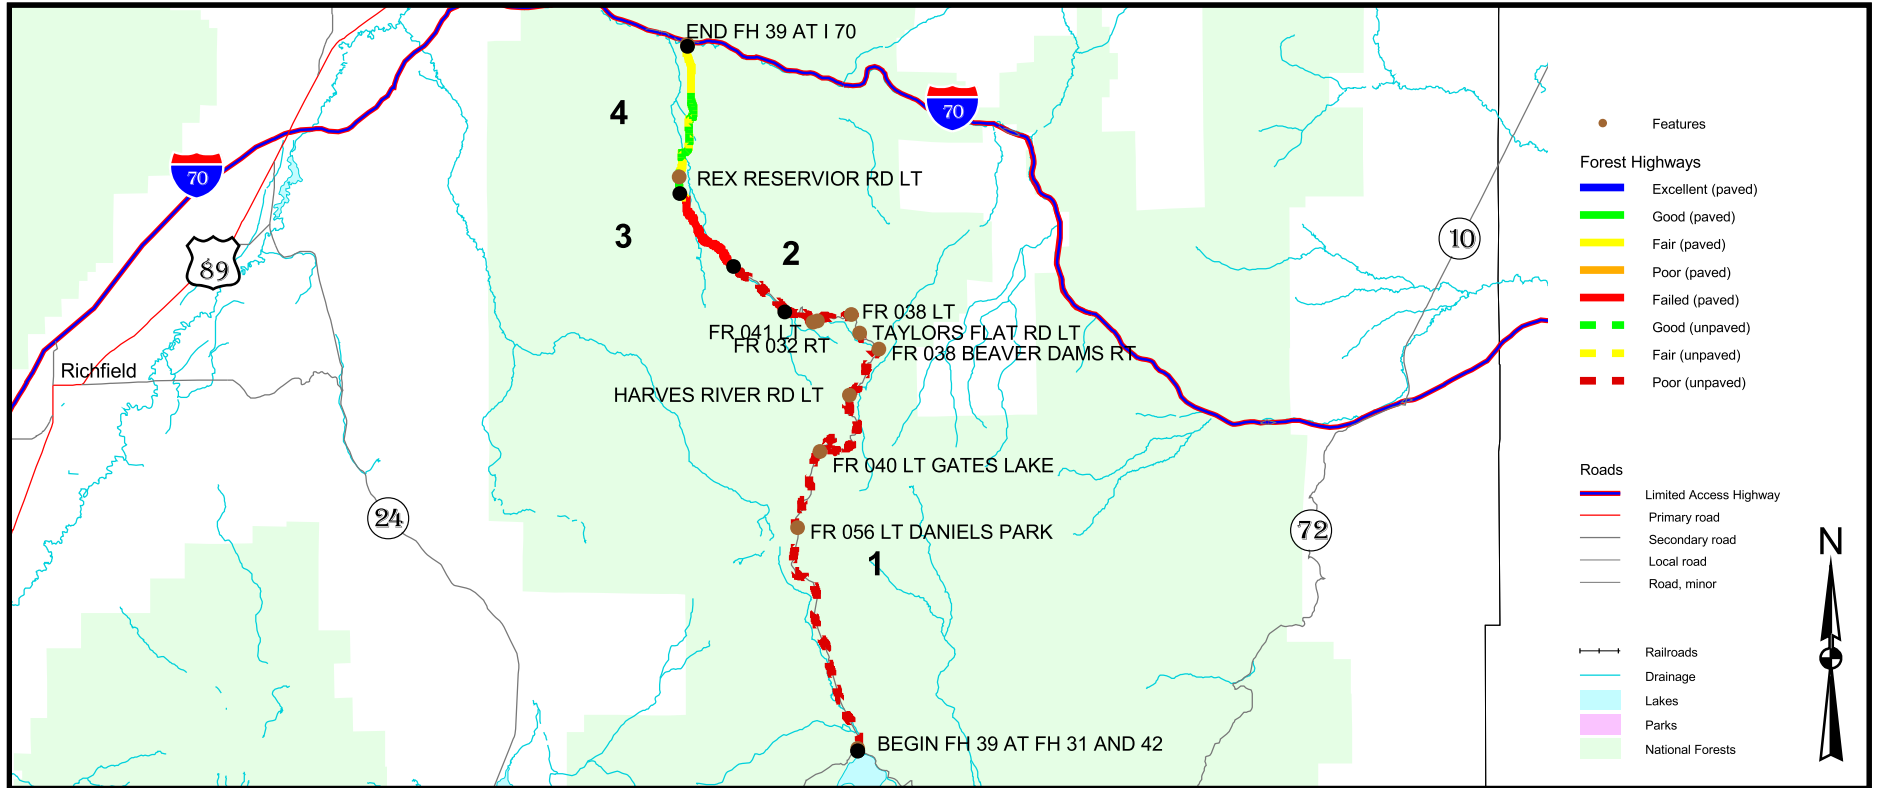 END FH 39 AT I 70
70
4
70
REX RESERVIOR RD LT
3
2
10
89
FR 038 LT
FR 041 LT
TAYLORS FLAT RD LT
FR 032 RT
FR 038 BEAVER DAMS RT
Richfield
HARVES RIVER RD LT
FR 040 LT GATES LAKE
24
FR 056 LT DANIELS PARK
72
1
BEGIN FH 39 AT FH 31 AND 42
Features
Forest Highways
Excellent (paved)
Good (paved)
Fair (paved)
Poor (paved)
Failed (paved)
Good (unpaved)
Fair (unpaved)
Poor (unpaved)
Roads
Limited Access Highway
Primary road
Secondary road
Local road
Road, minor
Railroads
Drainage
Lakes
Parks
National Forests
N